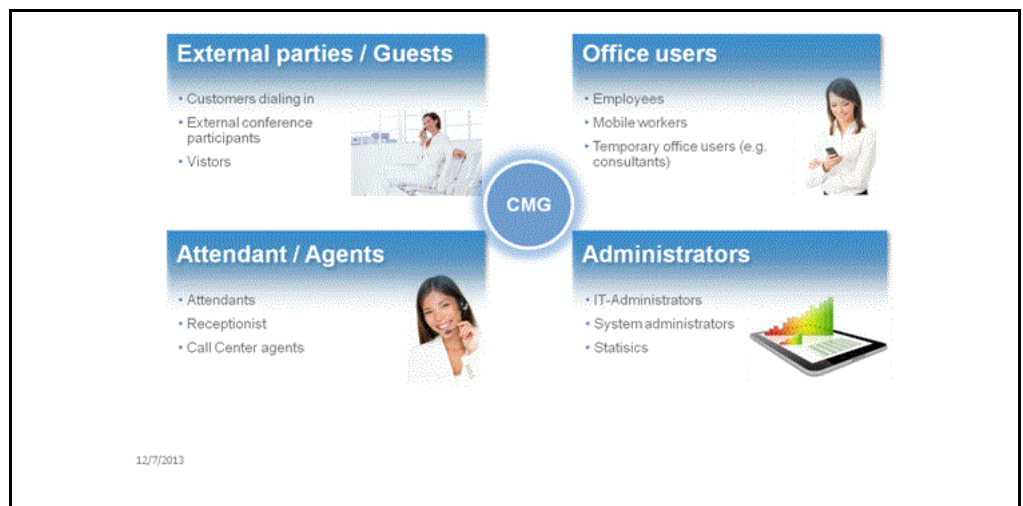 External parties / Guests
• Customers dialing in
• External conference
participants
• Vistors
Office users
• Employees
• Mobile workers
• Temporary office users (e.g.
consultants)
CMG
Attendant / Agents
• Attendants
• Receptionist
• Call Center agents
Administrators
• IT-Administrators
• System administrators
• Statisics
12/7/2013